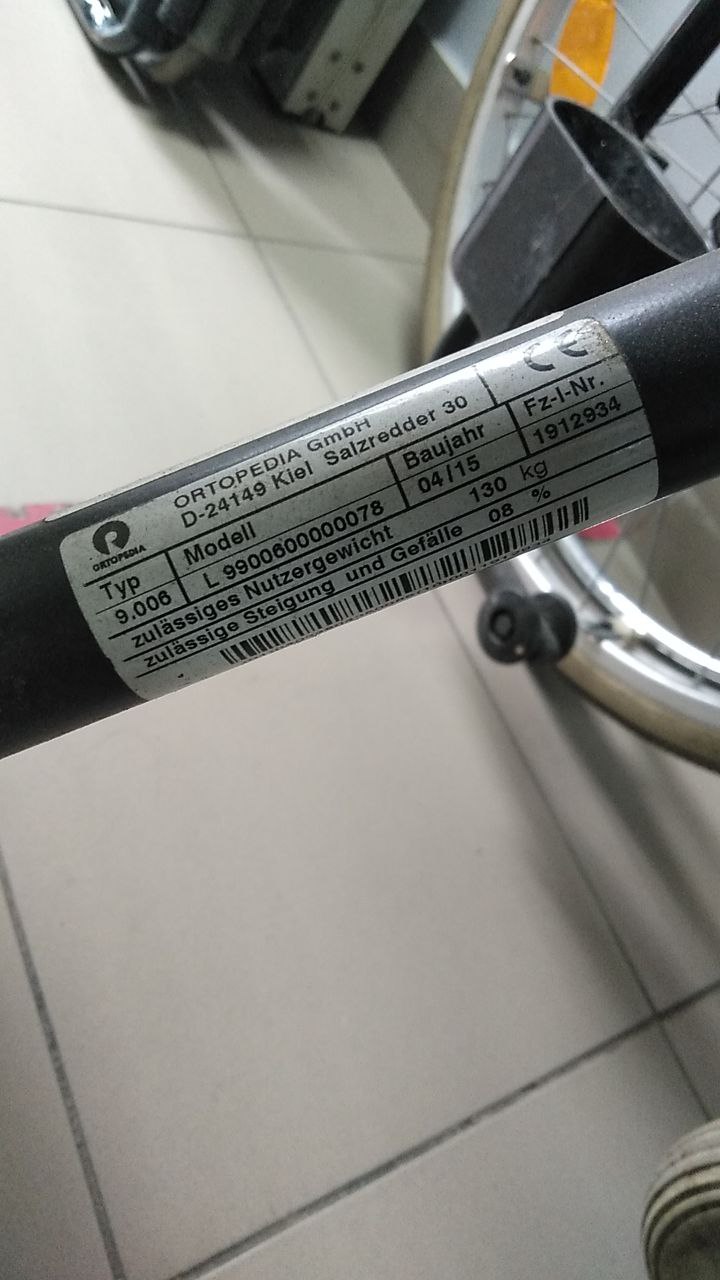 ORTOPEDIA GmbH
D-24149 Kiel Salzredder 30
CE
ORTOPEDIA
Typ Modell Baujahr Fz-I-Nr.
9.006 L 9900600000078 04/15 1912934
zulässiges Nutzergewicht 130 kg
zulässige Steigung und Gefälle 08 %